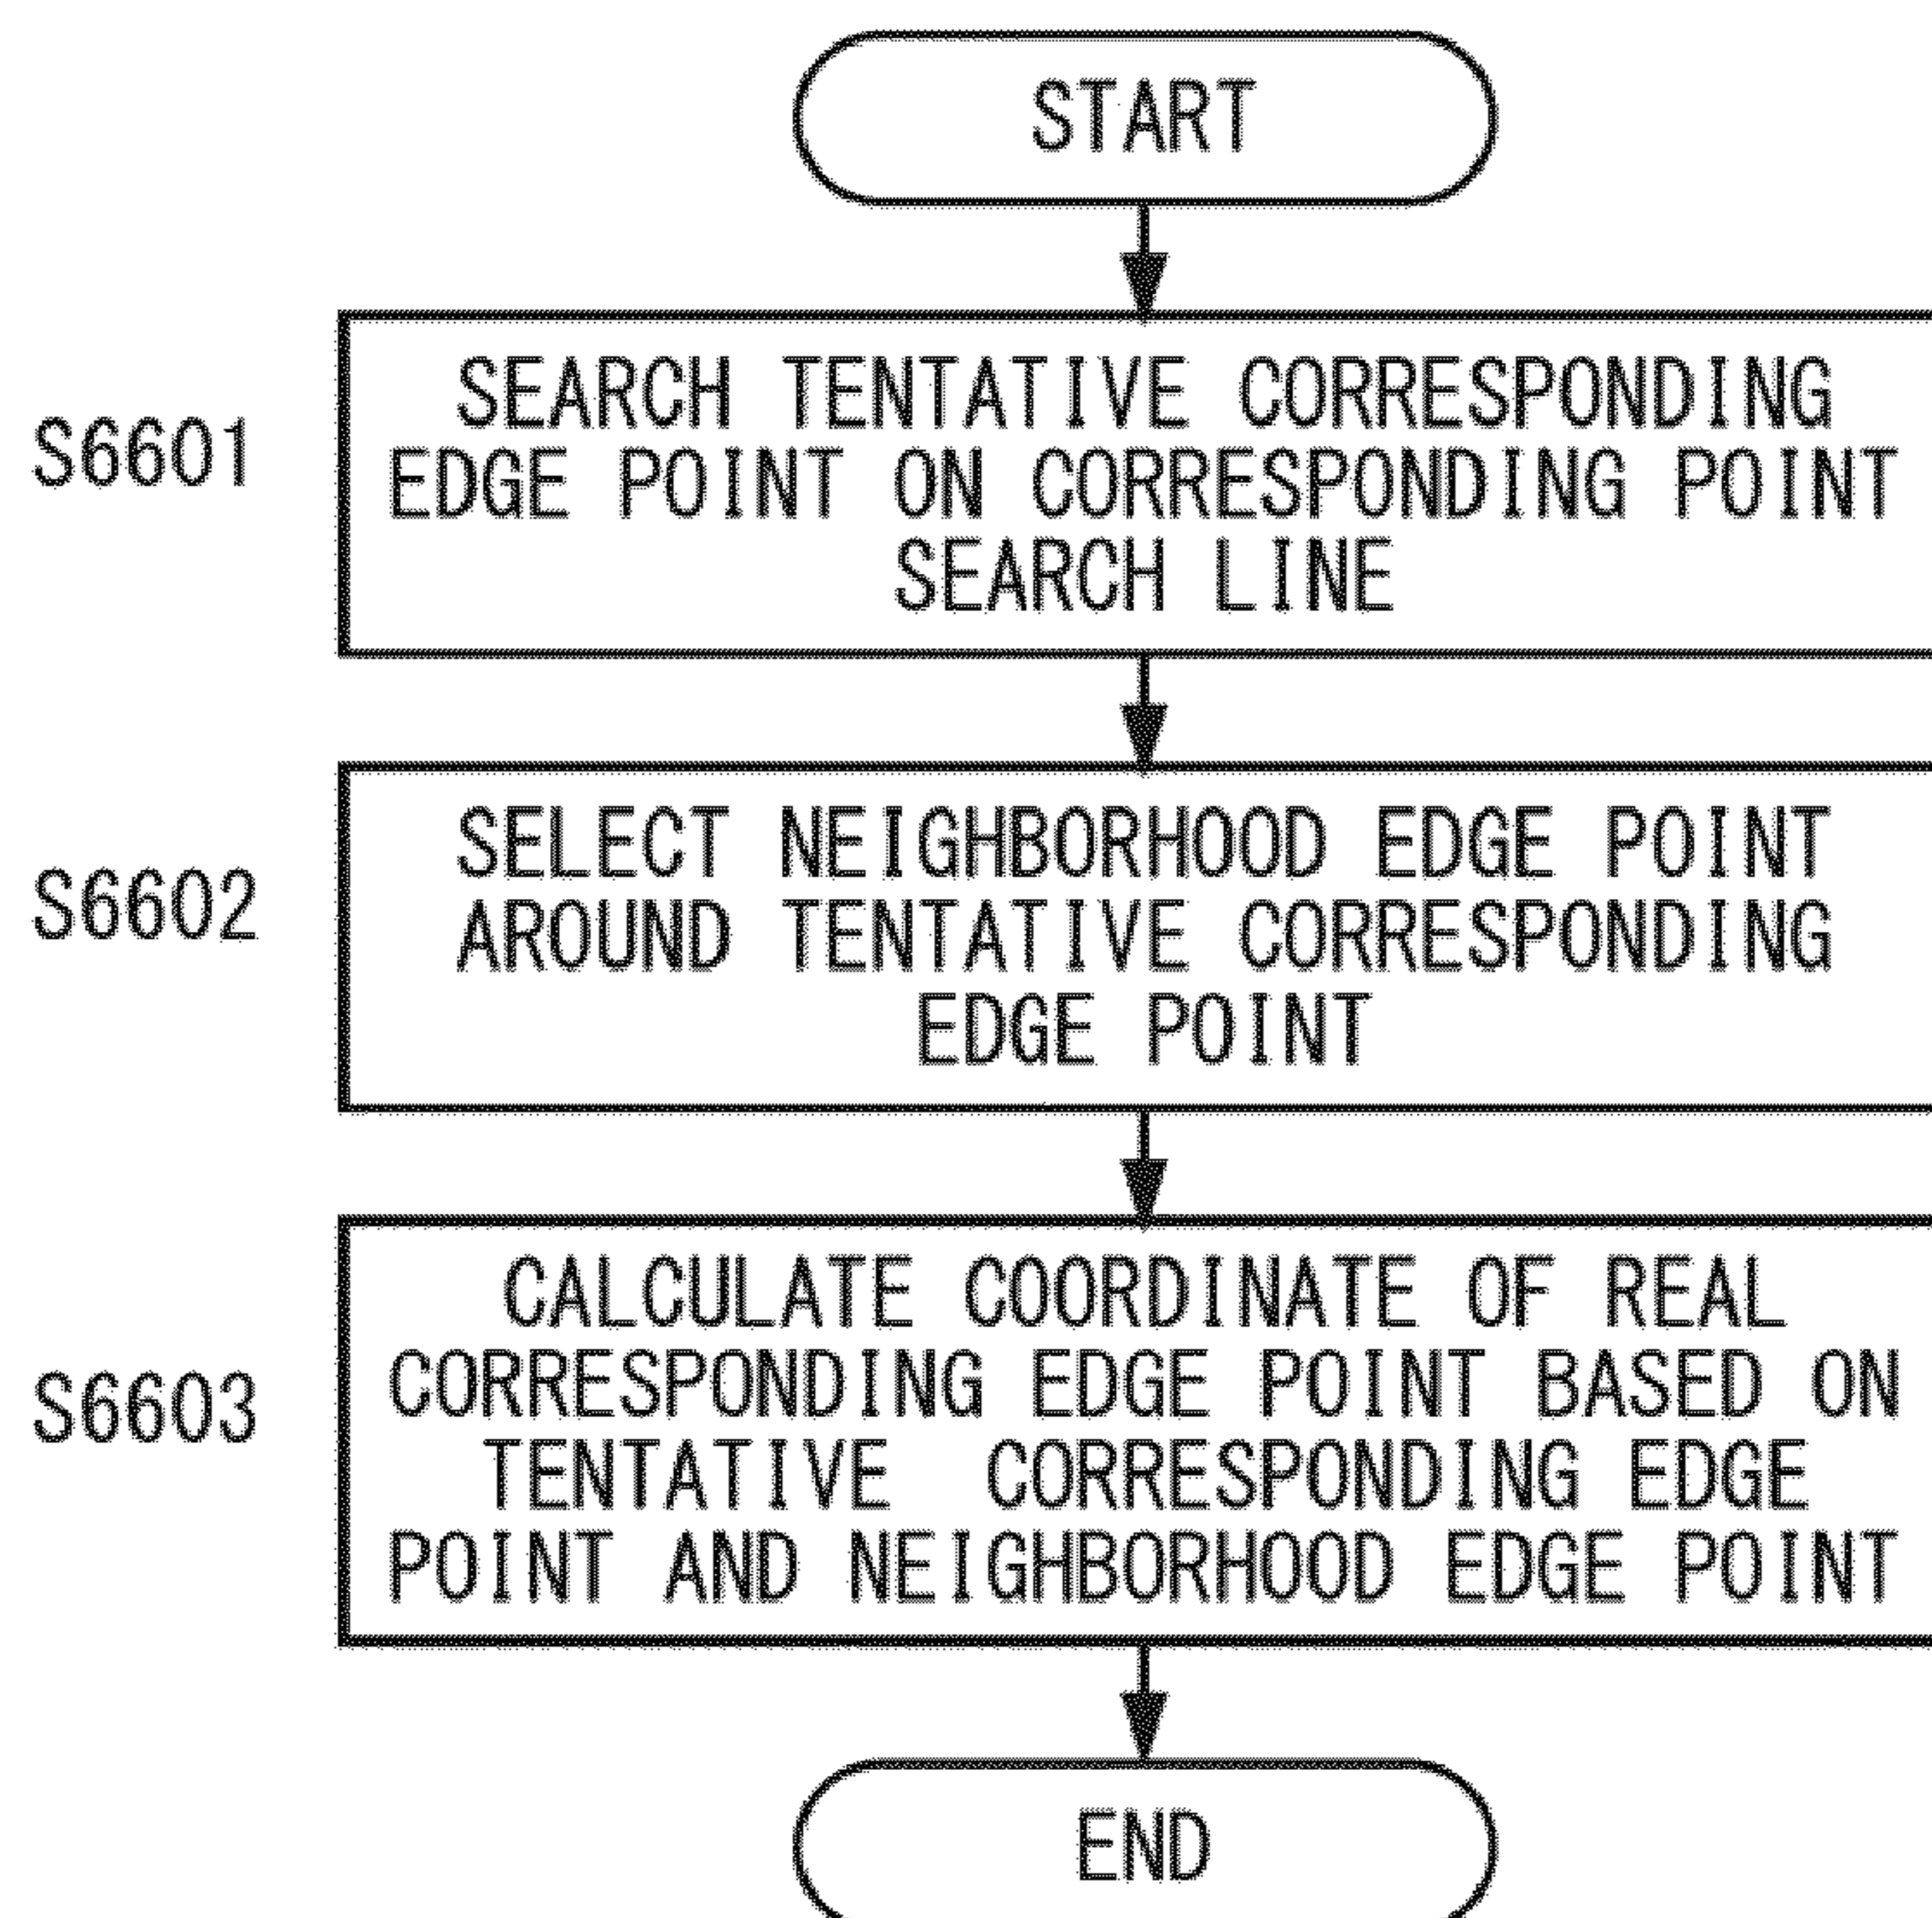 START
S6601
SEARCH TENTATIVE CORRESPONDING
EDGE POINT ON CORRESPONDING POINT
SEARCH LINE
S6602
SELECT NEIGHBORHOOD EDGE POINT
AROUND TENTATIVE CORRESPONDING
EDGE POINT
S6603
CALCULATE COORDINATE OF REAL
CORRESPONDING EDGE POINT BASED ON
TENTATIVE CORRESPONDING EDGE
POINT AND NEIGHBORHOOD EDGE POINT
END